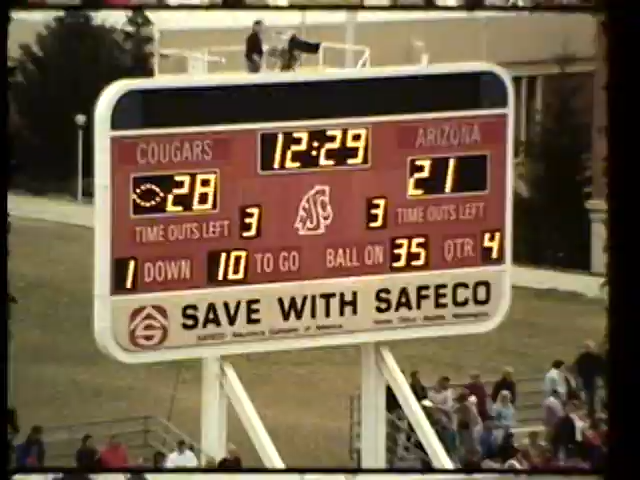 COUGARS 12:29 ARIZONA
28 21
TIME OUTS LEFT 3 WSC 3 TIME OUTS LEFT
1 DOWN 10 TO GO BALL ON 35 QTR 4
SAVE WITH SAFECO